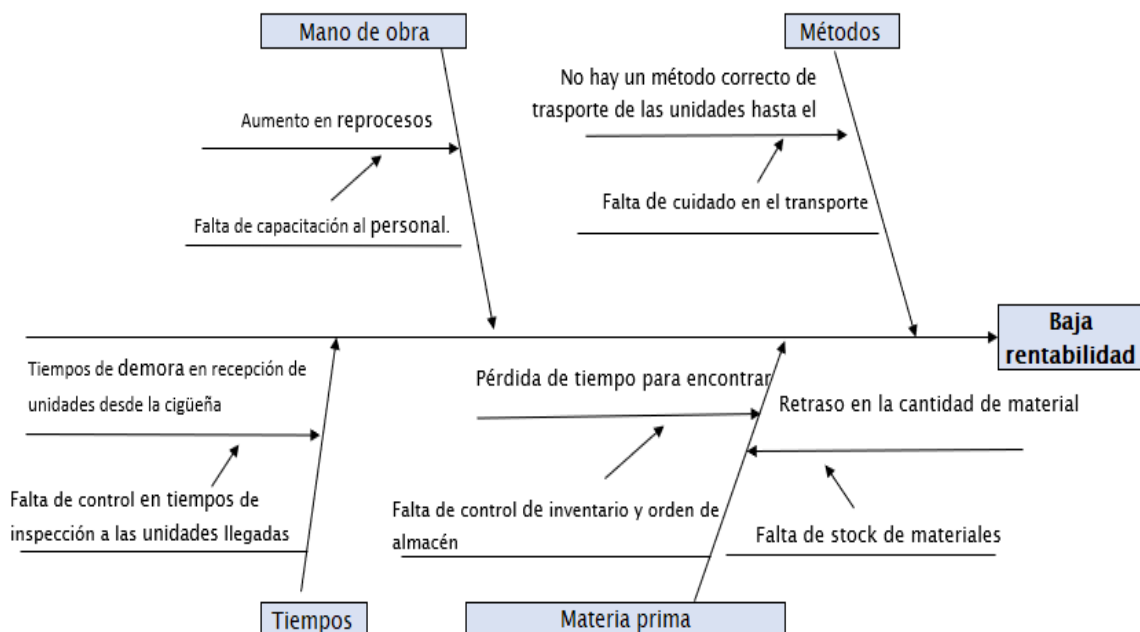 Mano de obra
Métodos
No hay un método correcto de
trasporte de las unidades hasta el
Aumento en reprocesos
Falta de cuidado en el transporte
Falta de capacitación al personal.
Baja
rentabilidad
Tiempos de demora en recepción de
unidades desde la cigüeña
Pérdida de tiempo para encontrar
Retraso en la cantidad de material
Falta de control en tiempos de
inspección a las unidades llegadas
Falta de control de inventario y orden de
almacén
Falta de stock de materiales
Tiempos
Materia prima